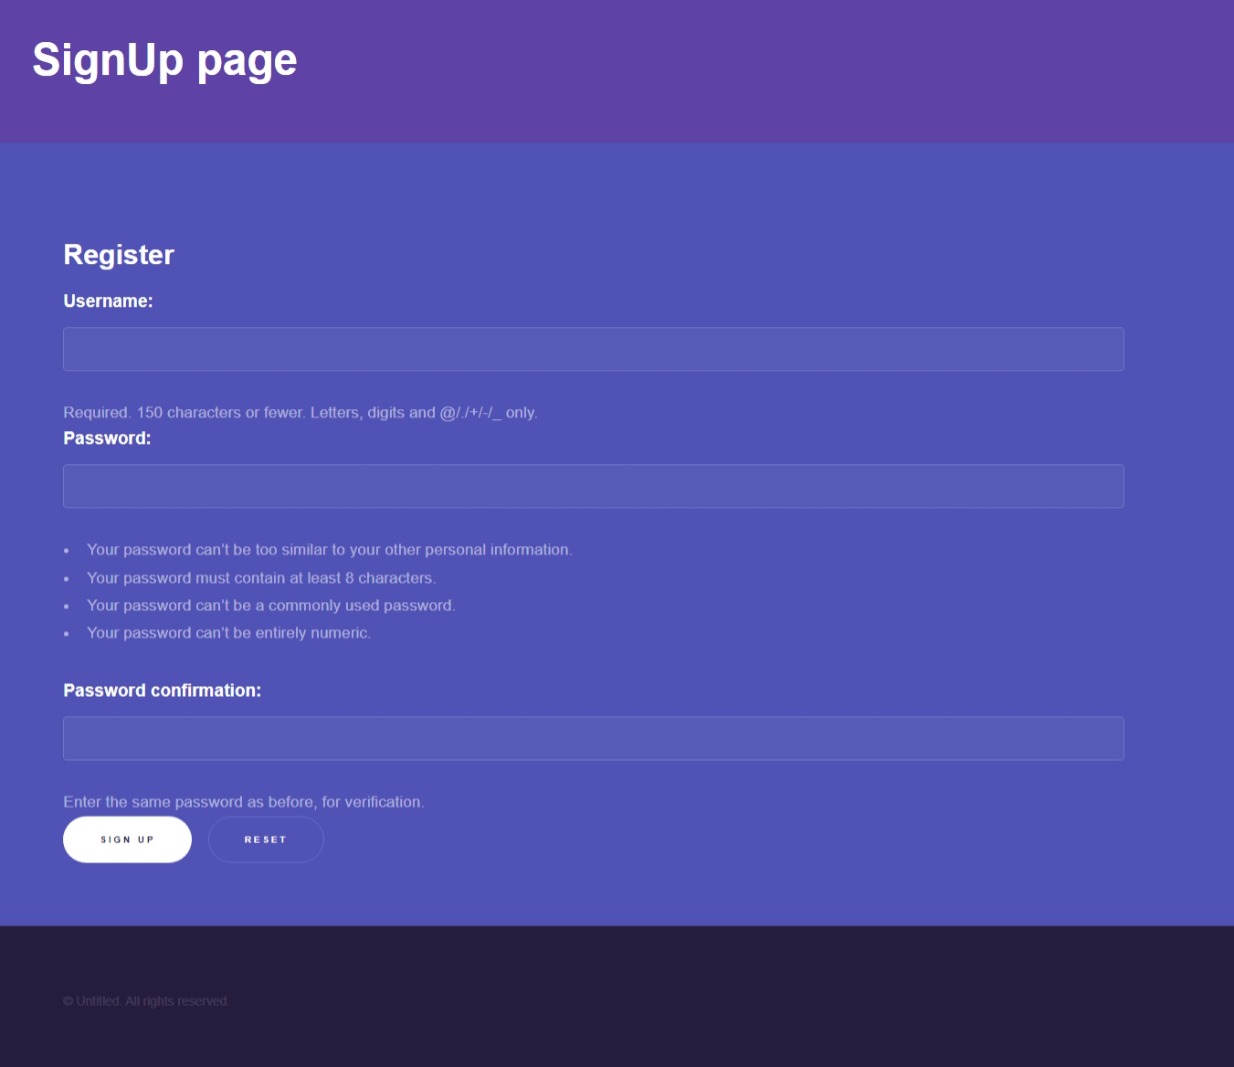 SignUp page
Register
Username:
Required. 150 characters or fewer. Letters, digits and @/./+/-/_ only.
Password:
• Your password can't be too similar to your other personal information.
• Your password must contain at least 8 characters.
• Your password can't be a commonly used password.
• Your password can't be entirely numeric.
Password confirmation:
Enter the same password as before, for verification.
SIGN UP RESET
© Untitled. All rights reserved.